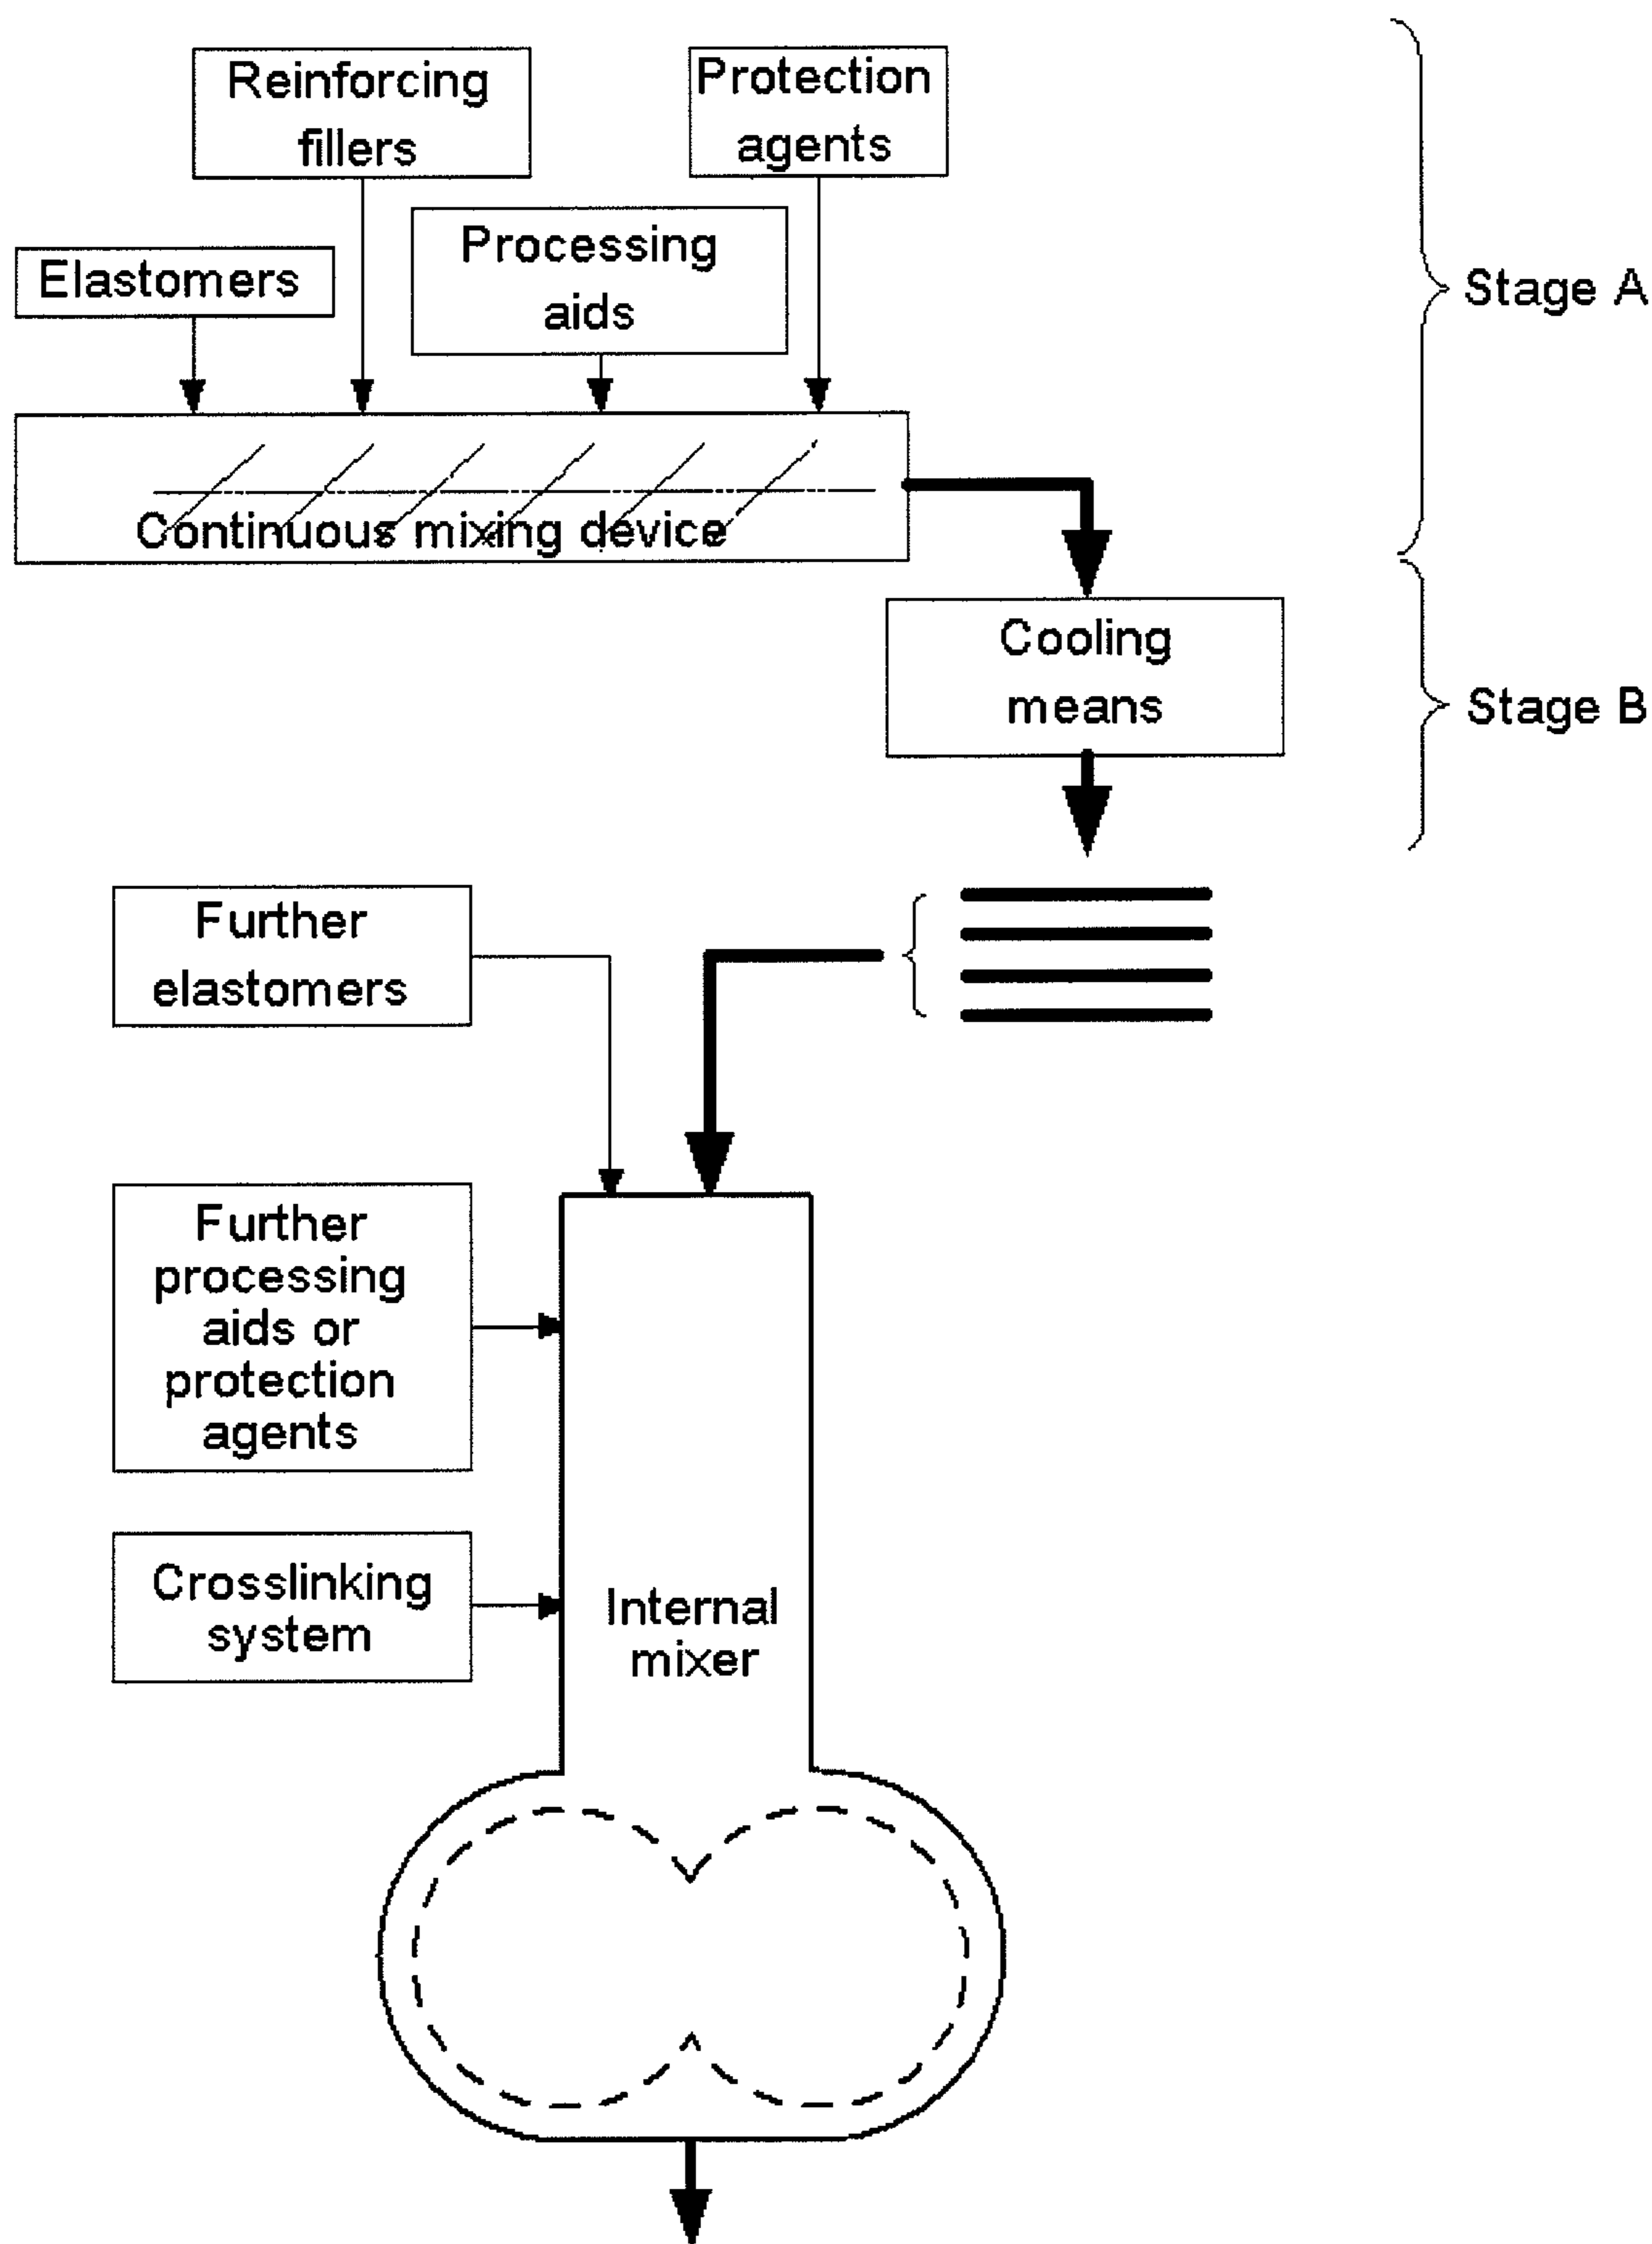 Reinforcing
fillers
Protection
agents
Elastomers
Processing
aids
Stage A
Continuous mixing device
Cooling
means
Stage B
Further
elastomers
Further
processing
aids or
protection
agents
Crosslinking
system
Internal
mixer